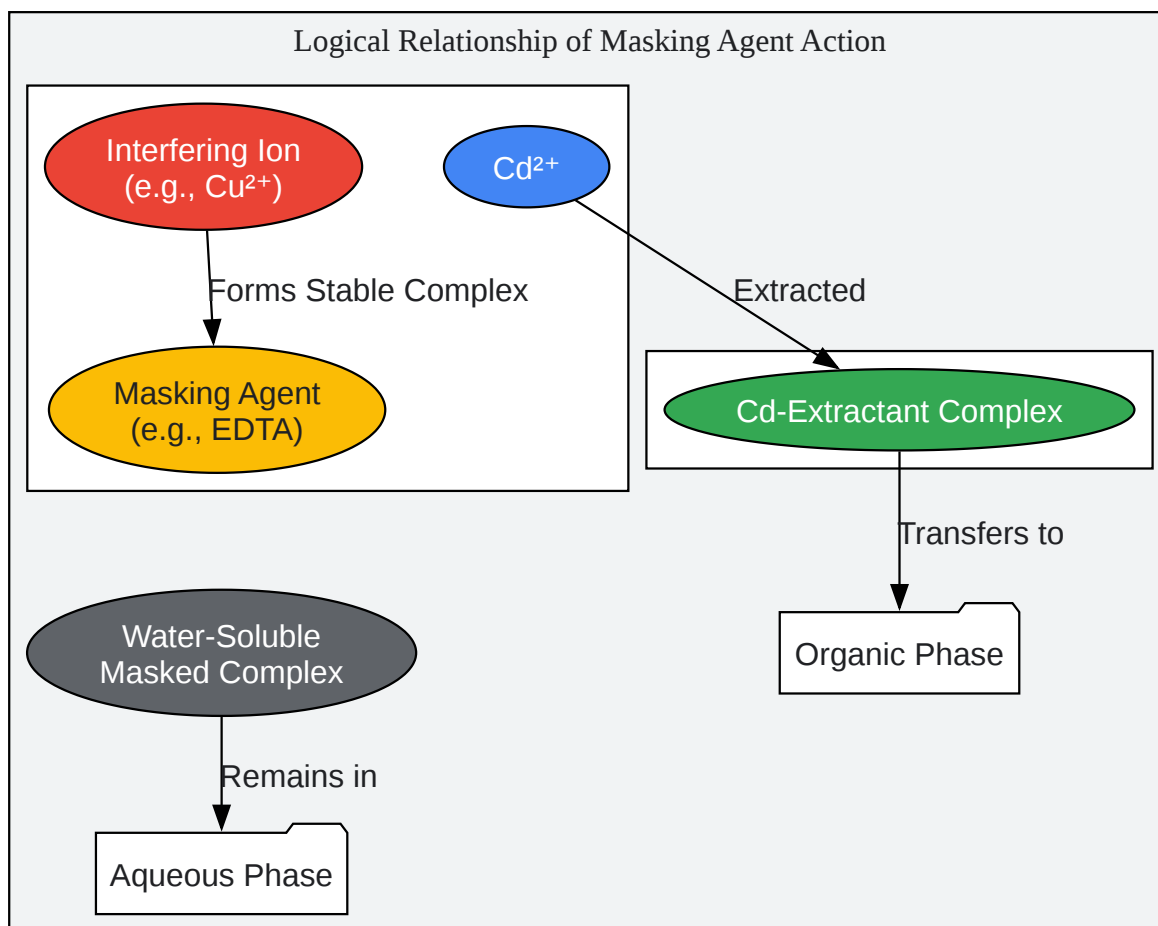 Logical Relationship of Masking Agent Action
Interfering Ion
(e.g., Cu²⁺)
Cd²⁺
Forms Stable Complex
Extracted
Masking Agent
(e.g., EDTA)
Cd-Extractant Complex
Transfers to
Water-Soluble
Masked Complex
Organic Phase
Remains in
Aqueous Phase